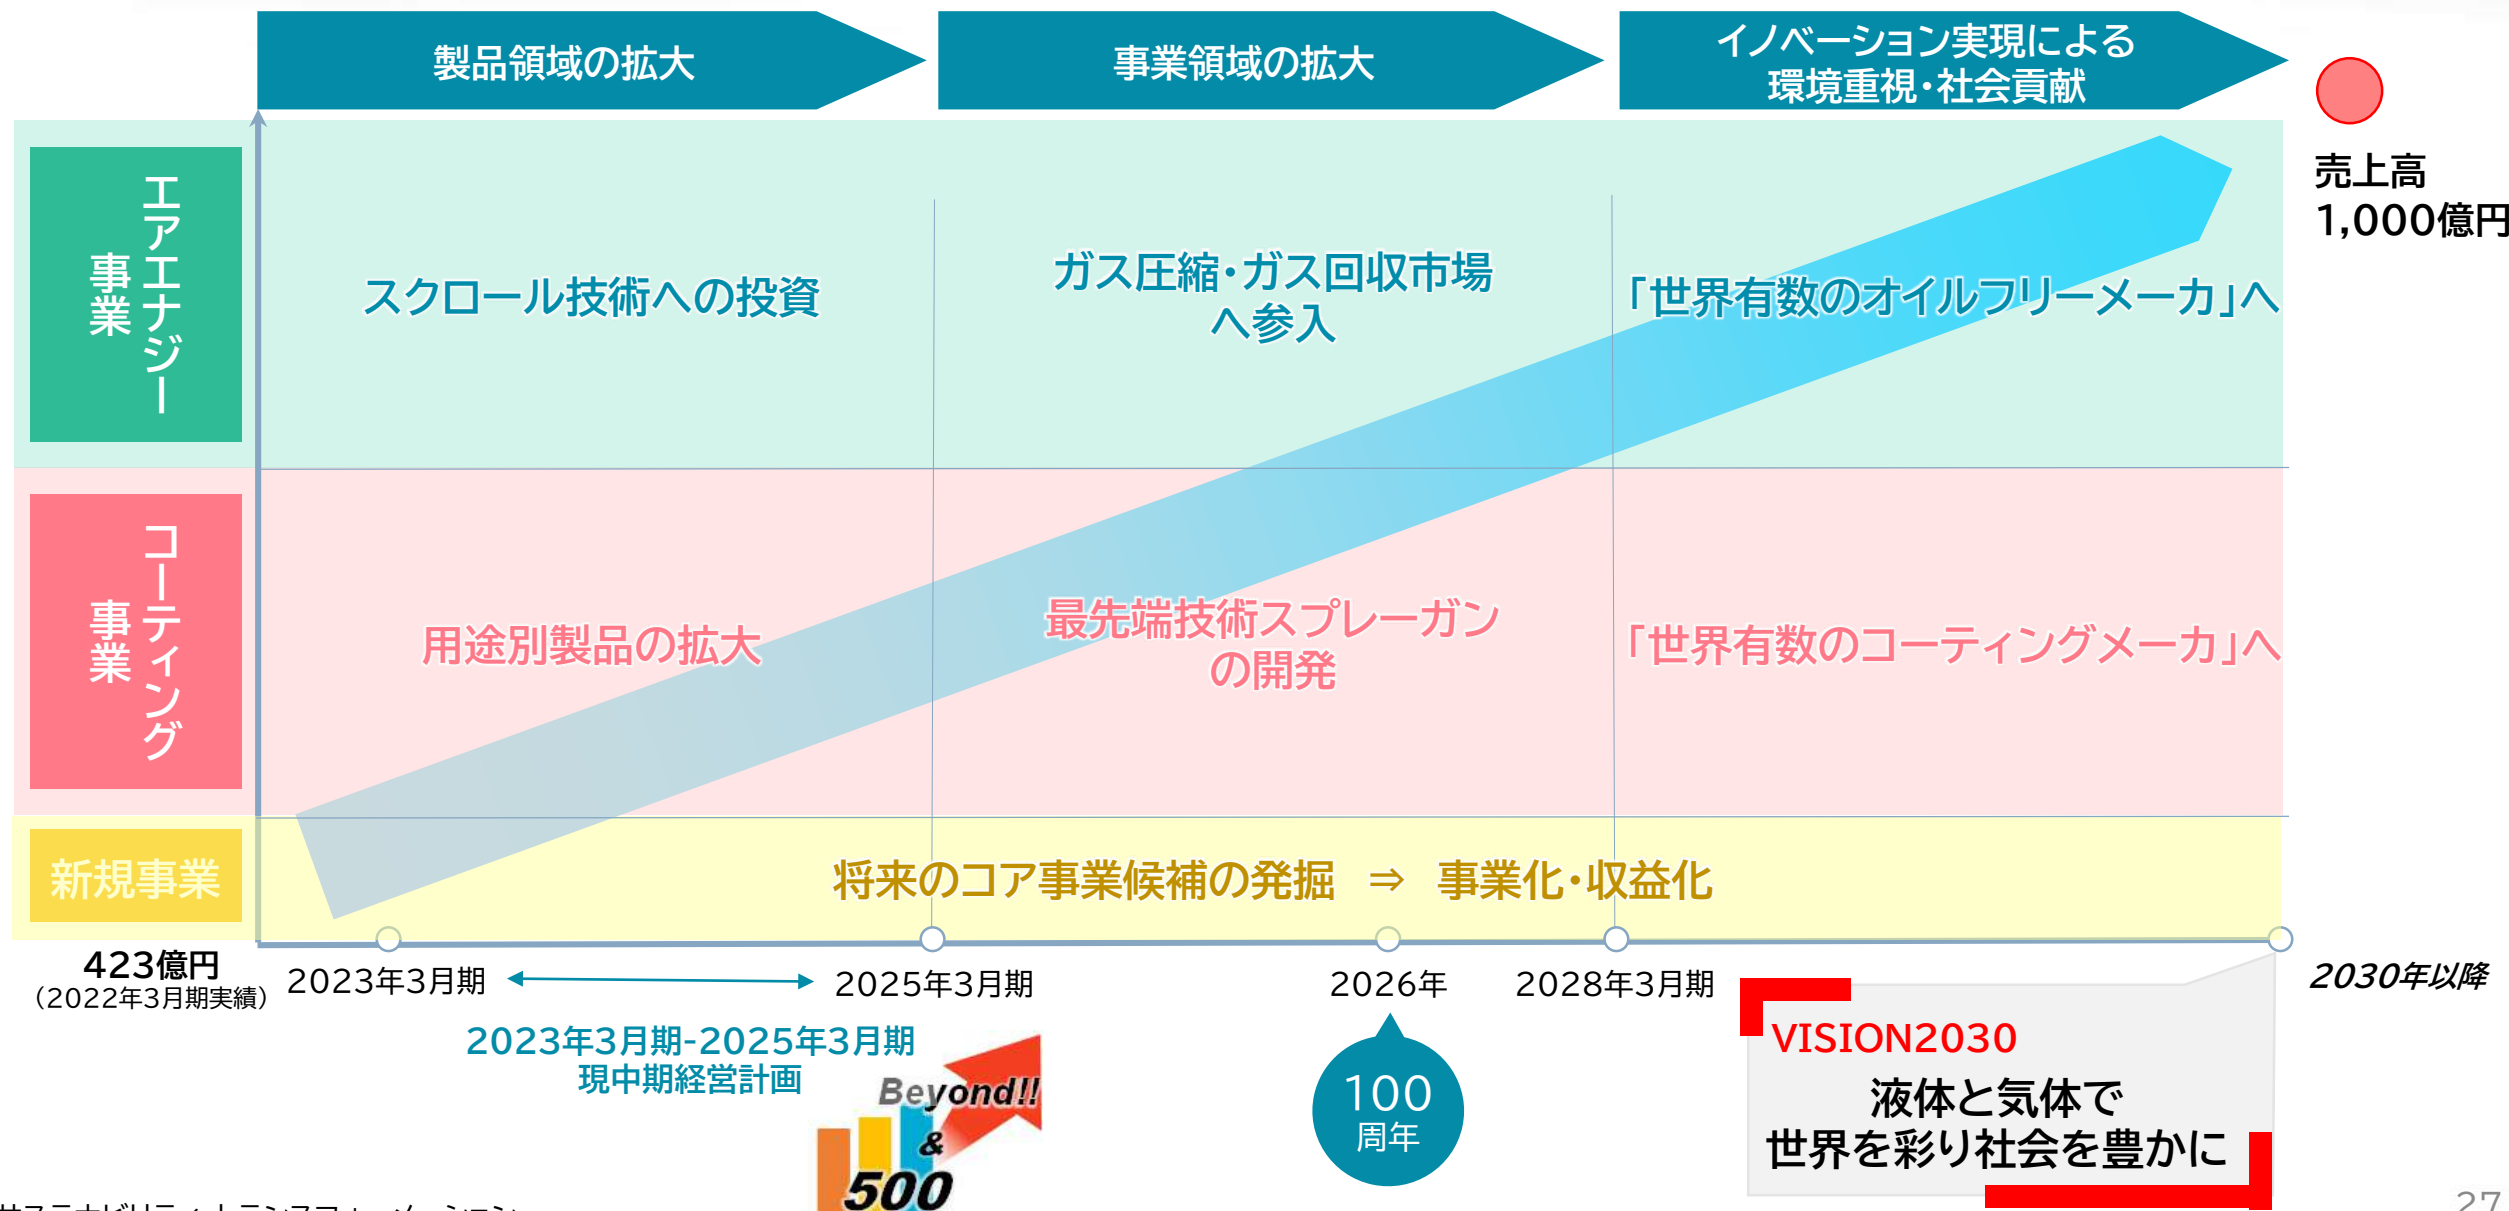 製品領域の拡大
事業領域の拡大
イノベーション実現による
環境重視・社会貢献
売上高
1,000億円
エアエナジー
事業
スクロール技術への投資
ガス圧縮・ガス回収市場
へ参入
「世界有数のオイルフリーメーカ」へ
コーティング
事業
用途別製品の拡大
最先端技術スプレーガン
の開発
「世界有数のコーティングメーカ」へ
新規事業
将来のコア事業候補の発掘 ⇒ 事業化・収益化
423億円
（2022年3月期実績）
2023年3月期
2025年3月期
2026年
2028年3月期
2030年以降
2023年3月期-2025年3月期
現中期経営計画
Beyond!!
&
500
100
周年
VISION2030
液体と気体で
世界を彩り社会を豊かに
27